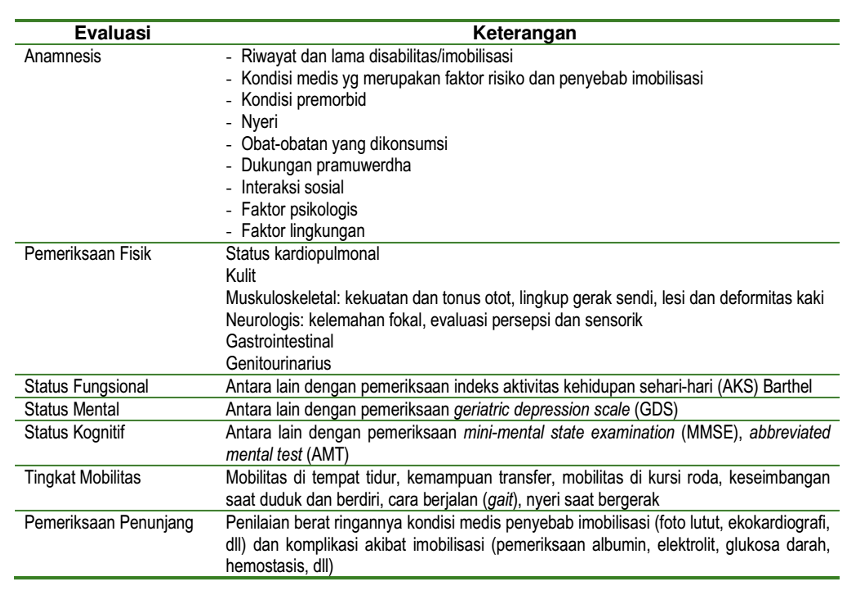 Evaluasi Keterangan
Anamnesis - Riwayat dan lama disabilitas/imobilisasi
- Kondisi medis yg merupakan faktor risiko dan penyebab imobilisasi
- Kondisi premorbid
- Nyeri
- Obat-obatan yang dikonsumsi
- Dukungan pramuwerdha
- Interaksi sosial
- Faktor psikologis
- Faktor lingkungan
Pemeriksaan Fisik Status kardiopulmonal
Kulit
Muskuloskeletal: kekuatan dan tonus otot, lingkup gerak sendi, lesi dan deformitas kaki
Neurologis: kelemahan fokal, evaluasi persepsi dan sensorik
Gastrointestinal
Genitourinarius
Status Fungsional Antara lain dengan pemeriksaan indeks aktivitas kehidupan sehari-hari (AKS) Barthel
Status Mental Antara lain dengan pemeriksaan geriatric depression scale (GDS)
Status Kognitif Antara lain dengan pemeriksaan mini-mental state examination (MMSE), abbreviated
mental test (AMT)
Tingkat Mobilitas Mobilitas di tempat tidur, kemampuan transfer, mobilitas di kursi roda, keseimbangan
saat duduk dan berdiri, cara berjalan (gait), nyeri saat bergerak
Pemeriksaan Penunjang Penilaian berat ringannya kondisi medis penyebab imobilisasi (foto lutut, ekokardiografi,
dll) dan komplikasi akibat imobilisasi (pemeriksaan albumin, elektrolit, glukosa darah,
hemostasis, dll)